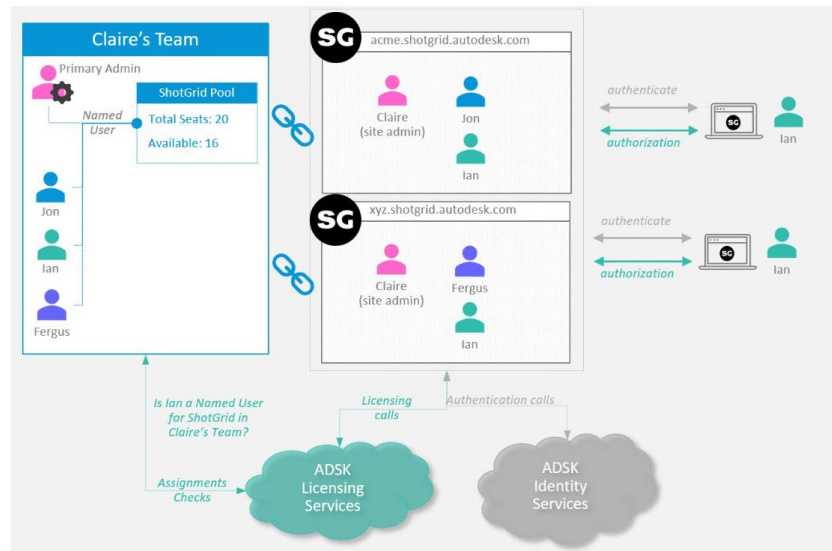 Claire's Team
Primary Admin
Named
User
ShotGrid Pool
Total Seats: 20
Available: 16
Jon
Ian
Fergus
SG
acme.shotgrid.autodesk.com
Claire
(site admin)
Jon
Ian
SG
xyz.shotgrid.autodesk.com
Claire
(site admin)
Fergus
Ian
authenticate
authorization
SG
Ian
authenticate
authorization
SG
Ian
Is Ian a Named User
for ShotGrid in
Claire's Team?
Assignments
Checks
Licensing
calls
Authentication calls
ADSK
Licensing
Services
ADSK
Identity
Services